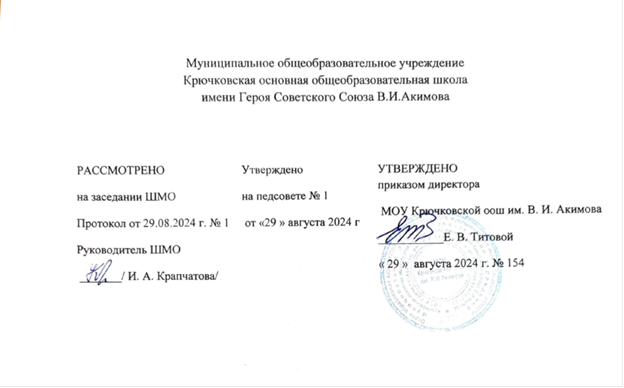 Муниципальное общеобразовательное учреждение
Крючковская основная общеобразовательная школа
имени Героя Советского Союза В.И.Акимова
РАССМОТРЕНО
на заседании ШМО
Протокол от 29.08.2024 г. № 1
Руководитель ШМО
/ И. А. Крапчатова/
Утверждено
на педсовете № 1
от «29 » августа 2024 г
УТВЕРЖДЕНО
приказом директора
МОУ Крючковской оош им. В. И. Акимова
Е. В. Титовой
« 29 » августа 2024 г. № 154